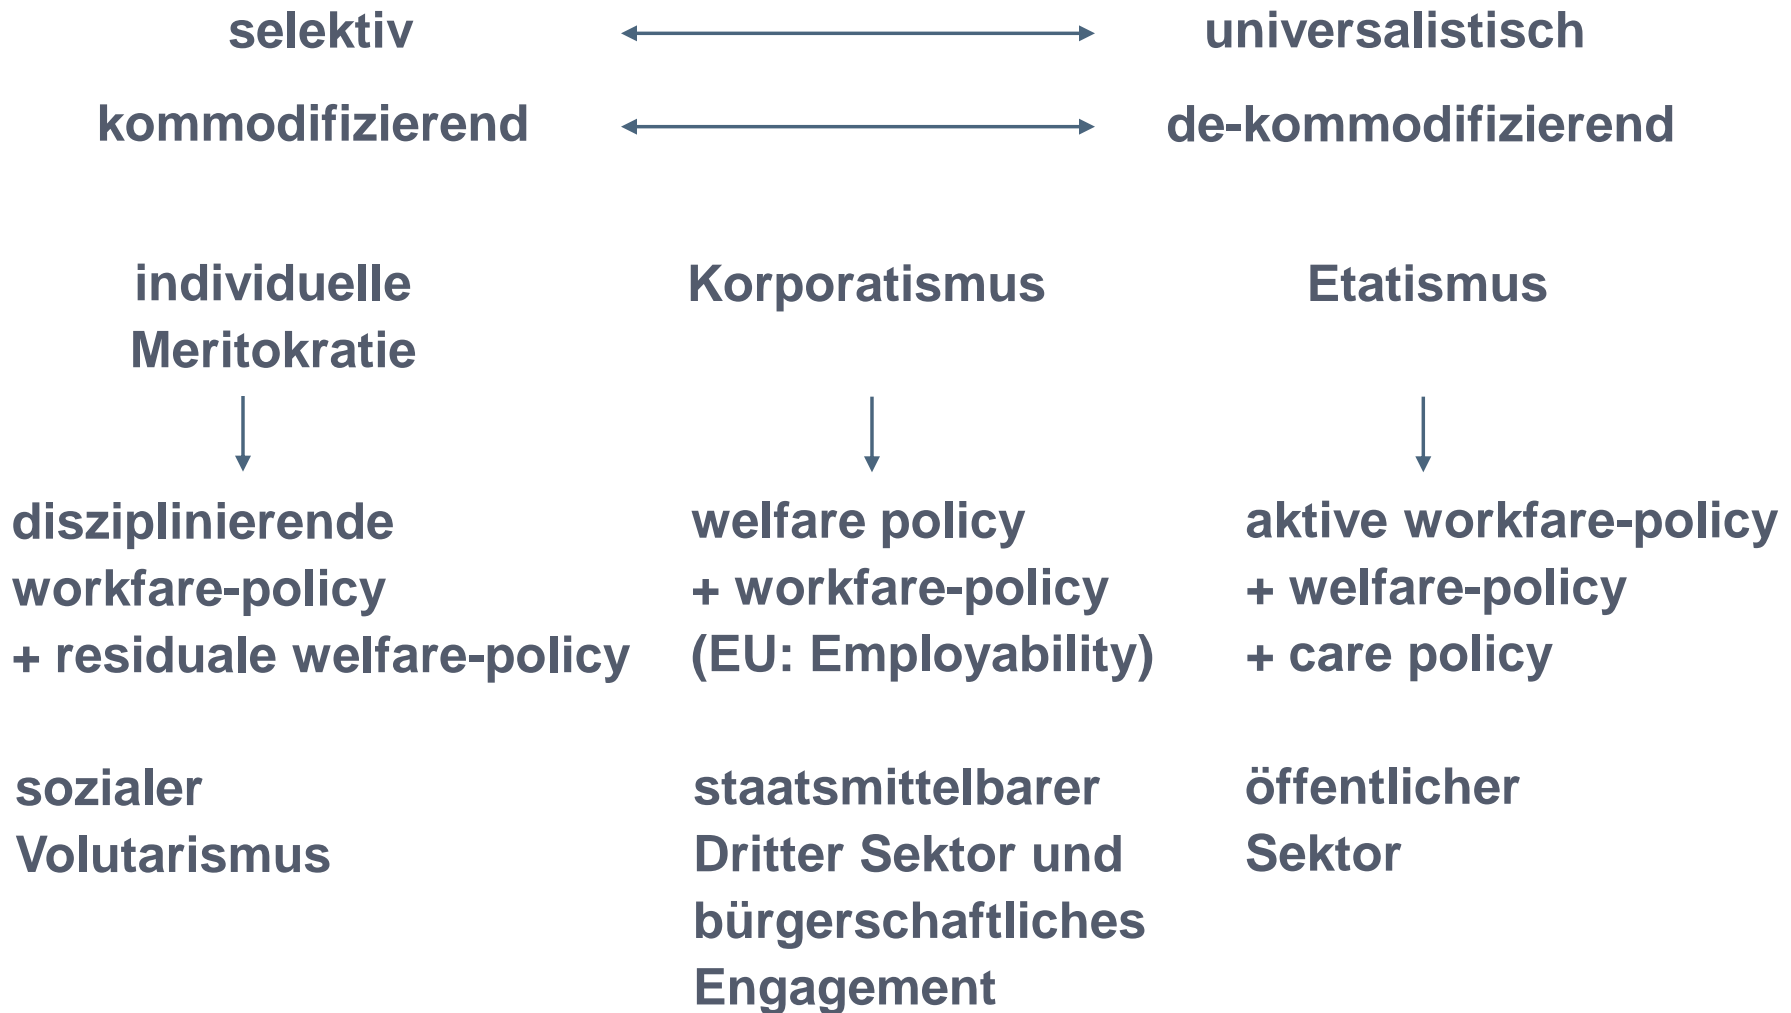 selektiv universalistisch
kommodifizierend de-kommodifizierend
individuelle
Meritokratie
Korporatismus
Etatismus
disziplinierende
workfare-policy
+ residuale welfare-policy
welfare policy
+ workfare-policy
(EU: Employability)
aktive workfare-policy
+ welfare-policy
+ care policy
sozialer
Volutarismus
staatsmittelbarer
Dritter Sektor und
bürgerschaftliches
Engagement
öffentlicher
Sektor